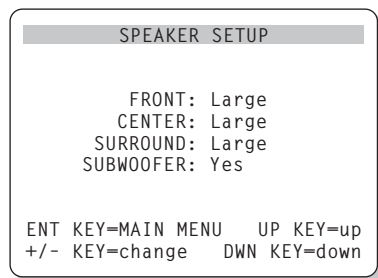 SPEAKER SETUP
FRONT: Large
CENTER: Large
SURROUND: Large
SUBWOOFER: Yes
ENT KEY=MAIN MENU UP KEY=up
+/- KEY=change DWN KEY=down